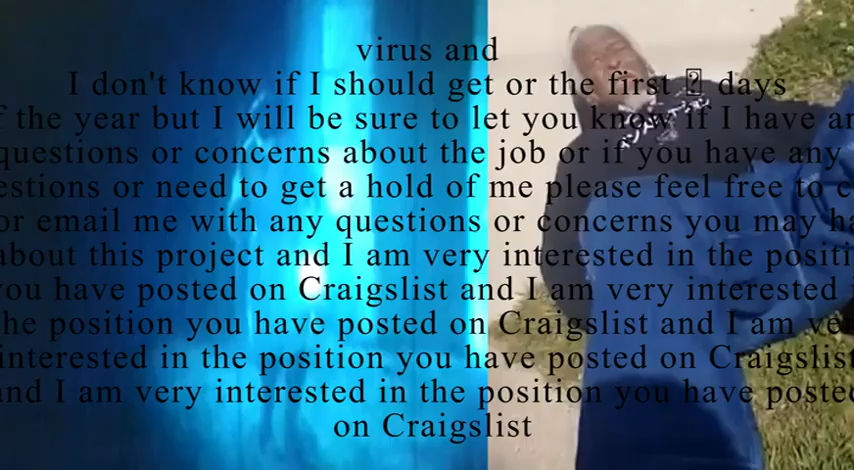 virus and
I don't know if I should get or the first days
the year but I will be sure to let you know if I have
questions or concerns about the job or if you have any
or need to get a hold of me please feel free to
or email me with any questions or concerns you may
about this project and I am very interested in the
you have posted on Craigslist and I am very interested
the position you have posted on Craigslist and I am
interested in the position you have posted on Craigslist
and I am very interested in the position you have
on Craigslist